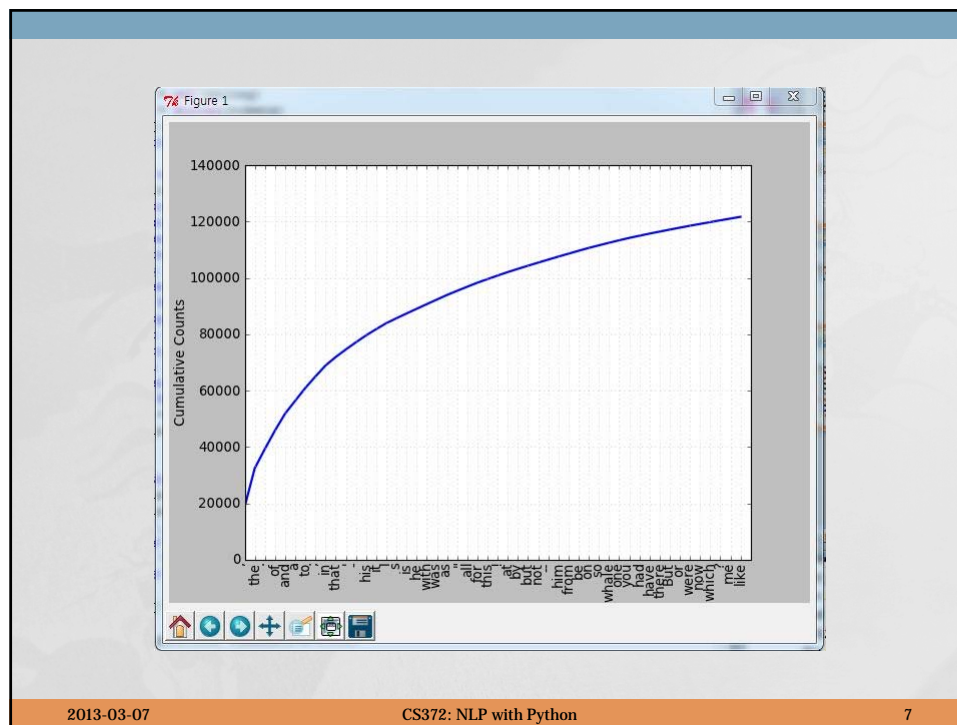 7% Figure 1
140000
120000
100000
80000
60000
40000
20000
0
Cumulative Counts
, the . of and a to ; in that ' - his it I s is he with was as " all for this ! at by but not -- him from be on so whale one you had have there But or were now which ? me like
2013-03-07 CS372: NLP with Python 7